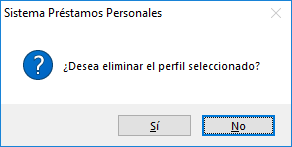 Sistema Préstamos Personales
¿Desea eliminar el perfil seleccionado?
Sí
No